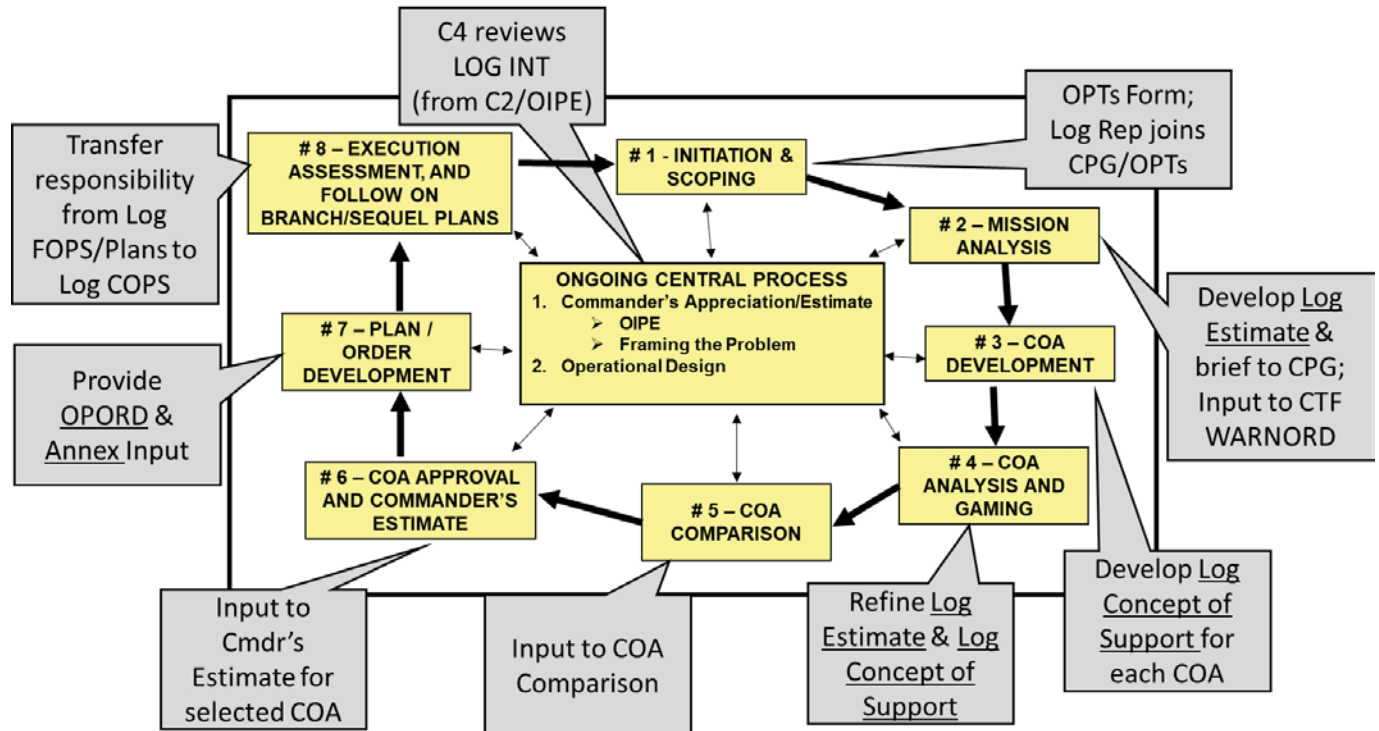 C4 reviews
LOG INT
(from C2/OIPE)
OPTs Form;
Log Rep joins
CPG/OPTs
Transfer
responsibility
from Log
FOPS/Plans to
Log COPS
# 8 – EXECUTION
ASSESSMENT, AND
FOLLOW ON
BRANCH/SEQUEL PLANS
# 1 - INITIATION &
SCOPING
# 2 – MISSION
ANALYSIS
ONGOING CENTRAL PROCESS
1. Commander’s Appreciation/Estimate
➢ OIPE
➢ Framing the Problem
2. Operational Design
Develop Log
Estimate &
brief to CPG;
Input to CTF
WARNORD
# 7 – PLAN /
ORDER
DEVELOPMENT
# 3 – COA
DEVELOPMENT
Provide
OPORD &
Annex Input
# 6 – COA APPROVAL
AND COMMANDER’S
ESTIMATE
# 5 – COA
COMPARISON
# 4 – COA
ANALYSIS AND
GAMING
Input to
Cmdr’s
Estimate for
selected COA
Input to COA
Comparison
Refine Log
Estimate & Log
Concept of
Support
Develop Log
Concept of
Support for
each COA